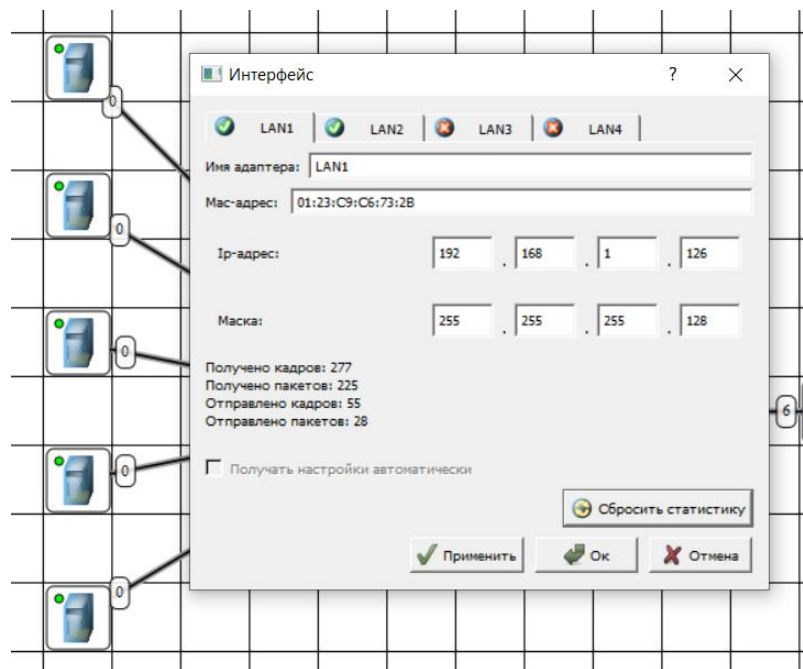 Интерфейс ? X
LAN1 LAN2 LAN3 LAN4
Имя адаптера: LAN1
Mac-адрес: 01:23:C9:C6:73:2B
Ip-адрес: 192 . 168 . 1 . 126
Маска: 255 . 255 . 255 . 128
Получено кадров: 277
Получено пакетов: 225
Отправлено кадров: 55
Отправлено пакетов: 28
Получать настройки автоматически
Сбросить статистику
Применить Ок Отмена
0
0
0
0
0
6